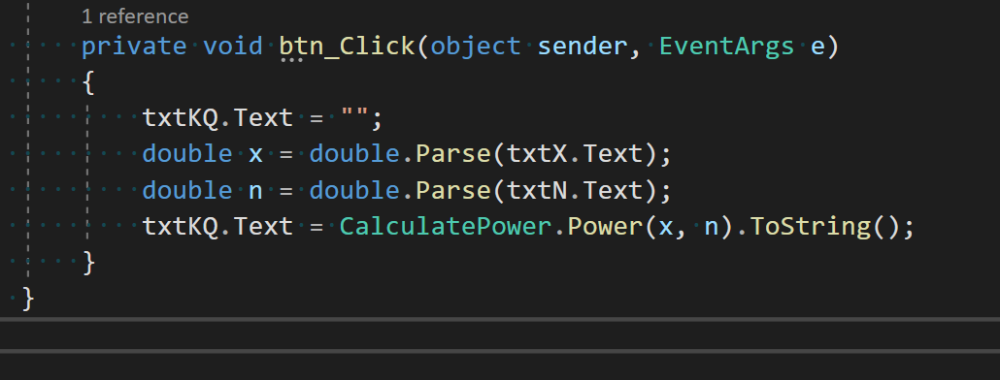 1 reference
private void btn_Click(object sender, EventArgs e)
{
txtKQ.Text = "";
double x = double.Parse(txtX.Text);
double n = double.Parse(txtN.Text);
txtKQ.Text = CalculatePower.Power(x, n).ToString();
}
}